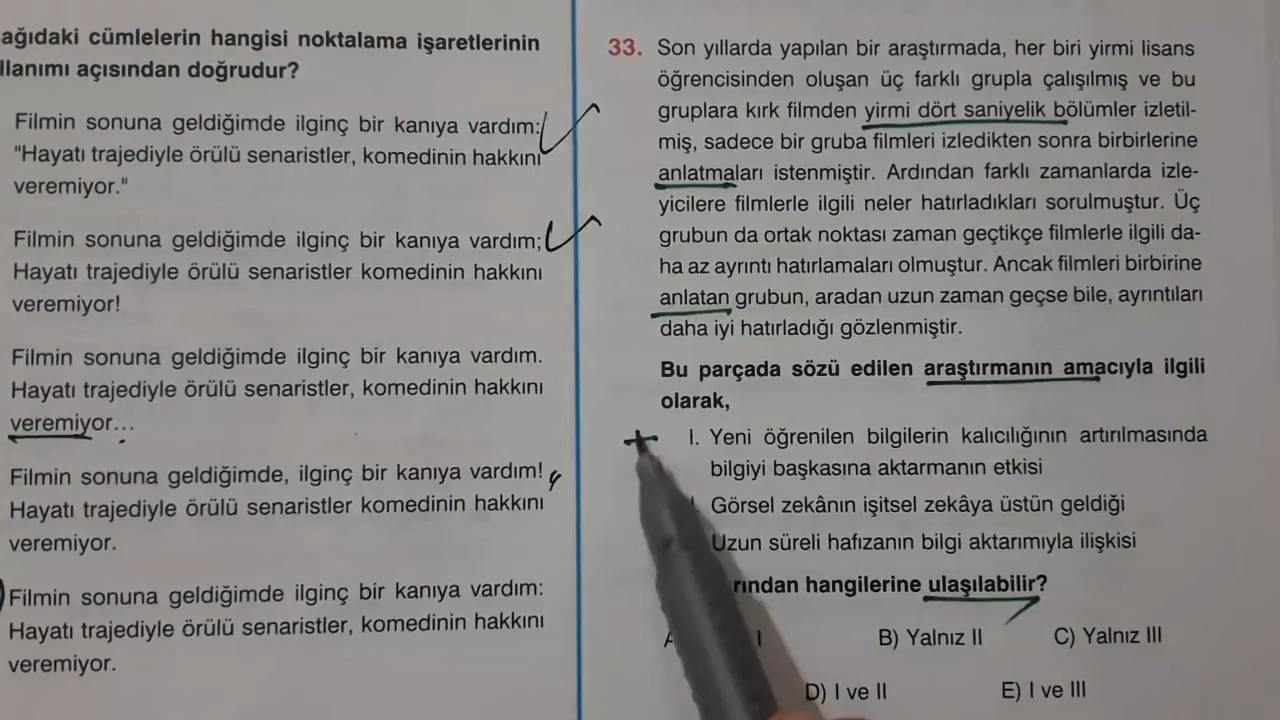 ağıdaki cümlelerin hangisi noktalama işaretlerinin
llanımı açısından doğrudur?
Filmin sonuna geldiğimde ilginç bir kanıya vardım:
"Hayatı trajediyle örülü senaristler, komedinin hakkını
veremiyor."
Filmin sonuna geldiğimde ilginç bir kanıya vardım;
Hayatı trajediyle örülü senaristler komedinin hakkını
veremiyor!
Filmin sonuna geldiğimde ilginç bir kanıya vardım.
Hayatı trajediyle örülü senaristler, komedinin hakkını
veremiyor...
Filmin sonuna geldiğimde, ilginç bir kanıya vardım!
Hayatı trajediyle örülü senaristler komedinin hakkını
veremiyor.
Filmin sonuna geldiğimde ilginç bir kanıya vardım:
Hayatı trajediyle örülü senaristler, komedinin hakkını
veremiyor.
33. Son yıllarda yapılan bir araştırmada, her biri yirmi lisans
öğrencisinden oluşan üç farklı grupla çalışılmış ve bu
gruplara kırk filmden yirmi dört saniyelik bölümler izletil-
miş, sadece bir gruba filmleri izledikten sonra birbirlerine
anlatmaları istenmiştir. Ardından farklı zamanlarda izle-
yicilere filmlerle ilgili neler hatırladıkları sorulmuştur. Üç
grubun da ortak noktası zaman geçtikçe filmlerle ilgili da-
ha az ayrıntı hatırlamaları olmuştur. Ancak filmleri birbirine
anlatan grubun, aradan uzun zaman geçse bile, ayrıntıları
daha iyi hatırladığı gözlenmiştir.
Bu parçada sözü edilen araştırmanın amacıyla ilgili
olarak,
I. Yeni öğrenilen bilgilerin kalıcılığının artırılmasında
bilgiyi başkasına aktarmanın etkisi
Görsel zekânın işitsel zekâya üstün geldiği
Uzun süreli hafızanın bilgi aktarımıyla ilişkisi
rından hangilerine ulaşılabilir?
I B) Yalnız II C) Yalnız III
D) I ve II E) I ve III